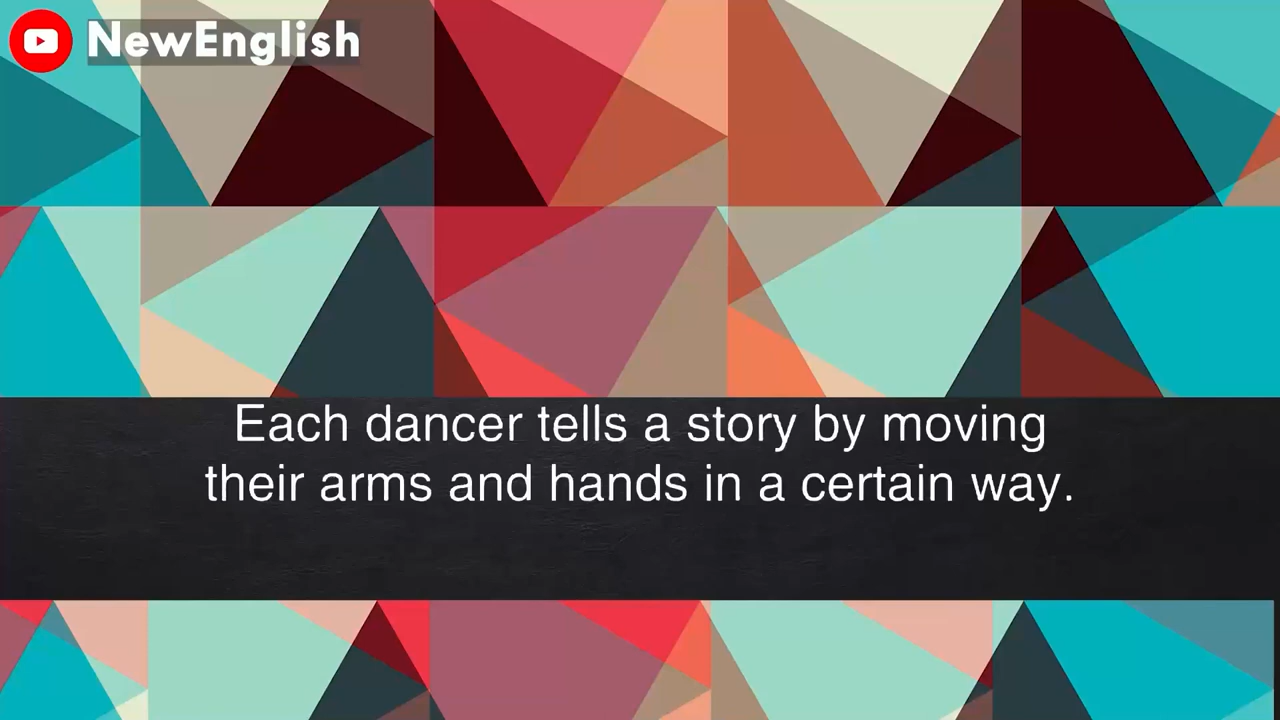 NewEnglish
Each dancer tells a story by moving
their arms and hands in a certain way.